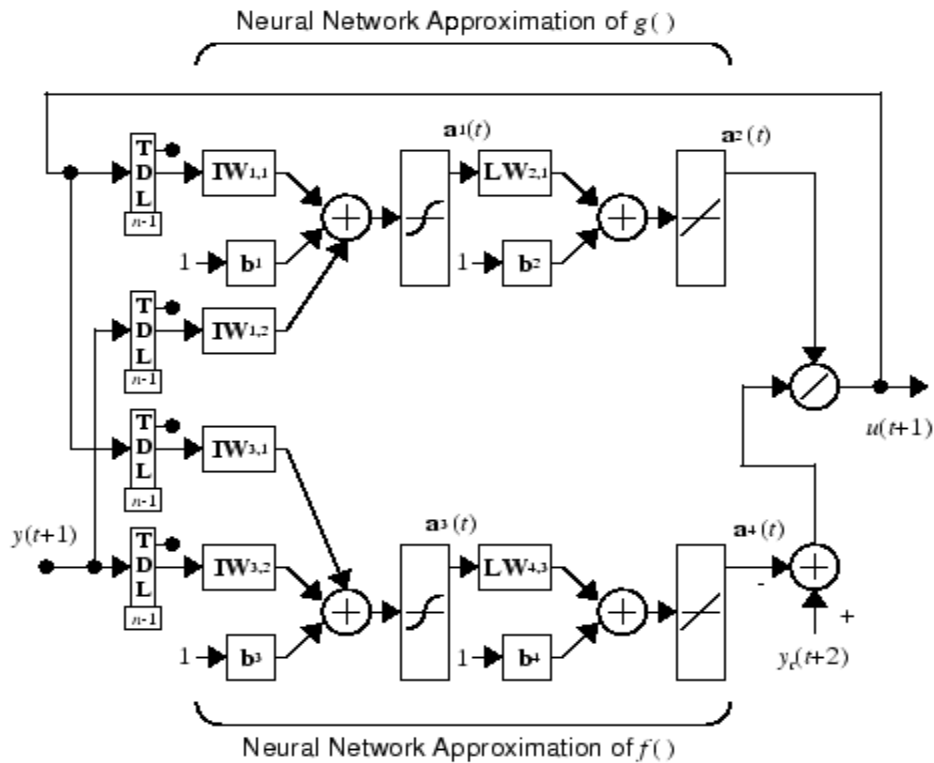 Neural Network Approximation of g ( )
a¹(t)
a² (t)
T
D
L
n-1
IW1,1
LW2,1
1
b¹
1
b²
T
D
L
n-1
IW1,2
T
D
L
n-1
IW3,1
u(t+1)
y(t+1)
T
D
L
n-1
IW3,2
a³ (t)
LW4,3
a⁴ (t)
-
+
1
b³
1
b⁴
yr(t+2)
Neural Network Approximation of f ( )